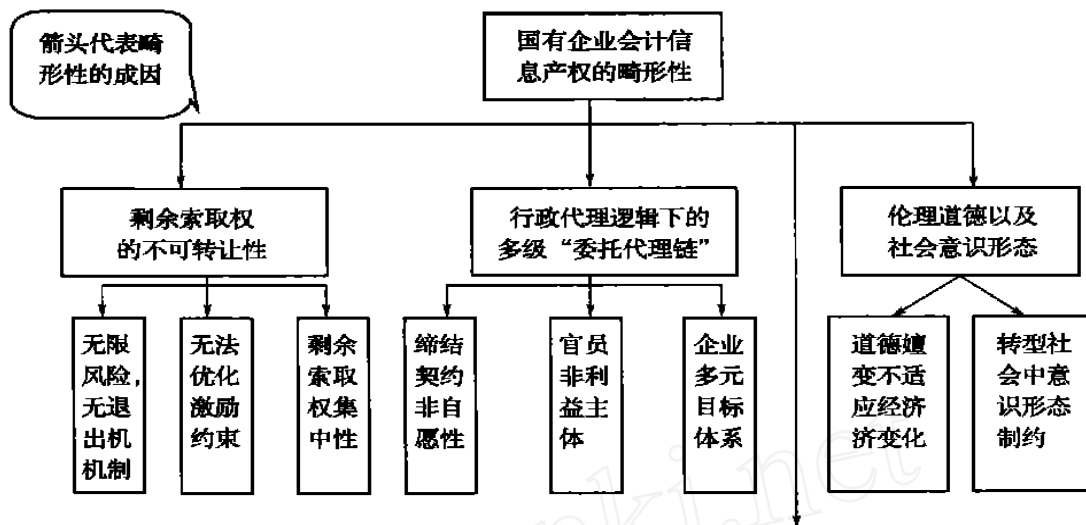 箭头代表畸
形性的成因
国有企业会计信
息产权的畸形性
剩余索取权
的不可转让性
行政代理逻辑下的
多级“委托代理链”
伦理道德以及
社会意识形态
无限
风险,
无退
出机
机制
无法
优化
激励
约束
剩余
索取
权集
中性
缔结
契约
非自
愿性
官员
非利
益主
体
企业
多元
目标
体系
道德嬗
变不适
应经济
济变化
转型社
会中意
识形态
制约